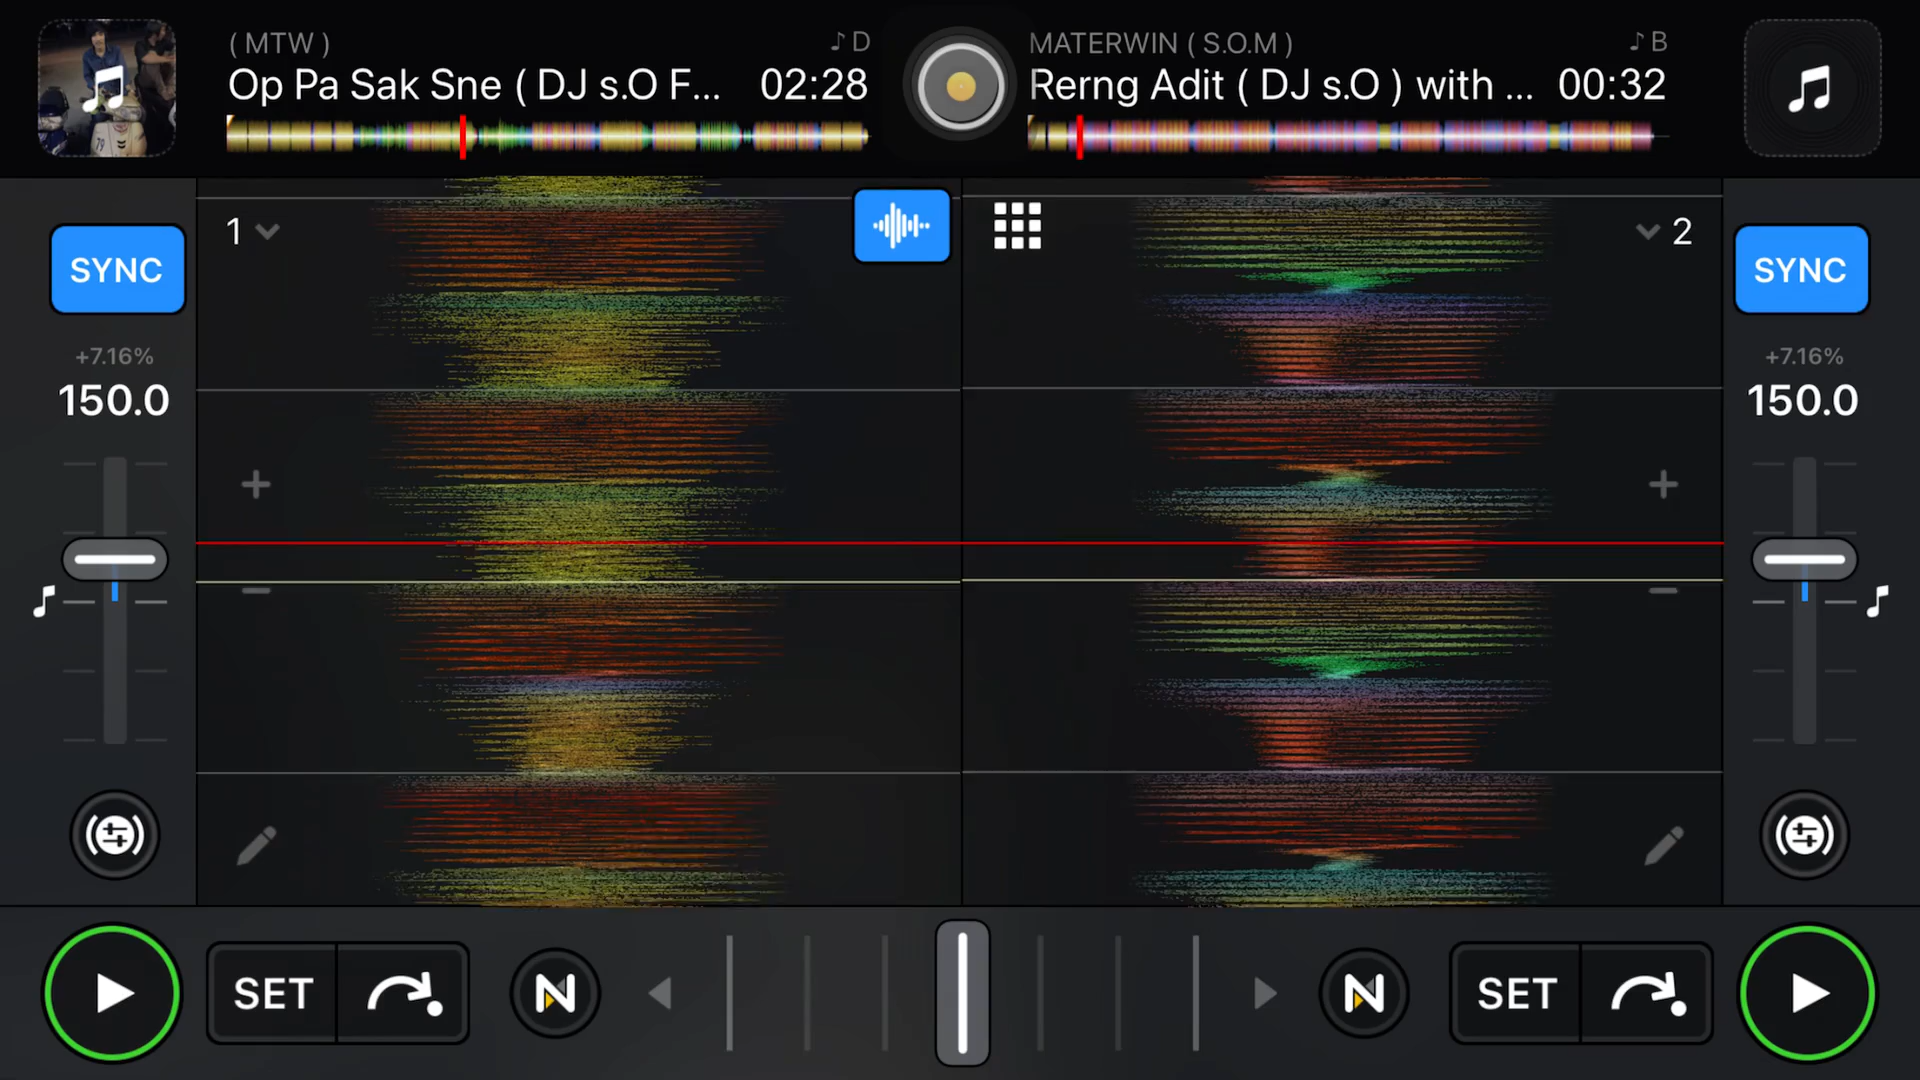 ( MTW )
♪ D
Op Pa Sak Sne ( DJ s.O F...
02:28
MATERWIN ( S.O.M )
♪ B
Rerng Adit ( DJ s.O ) with ...
00:32
1
2
SYNC
SYNC
+7.16%
150.0
+7.16%
150.0
SET
N
N
SET